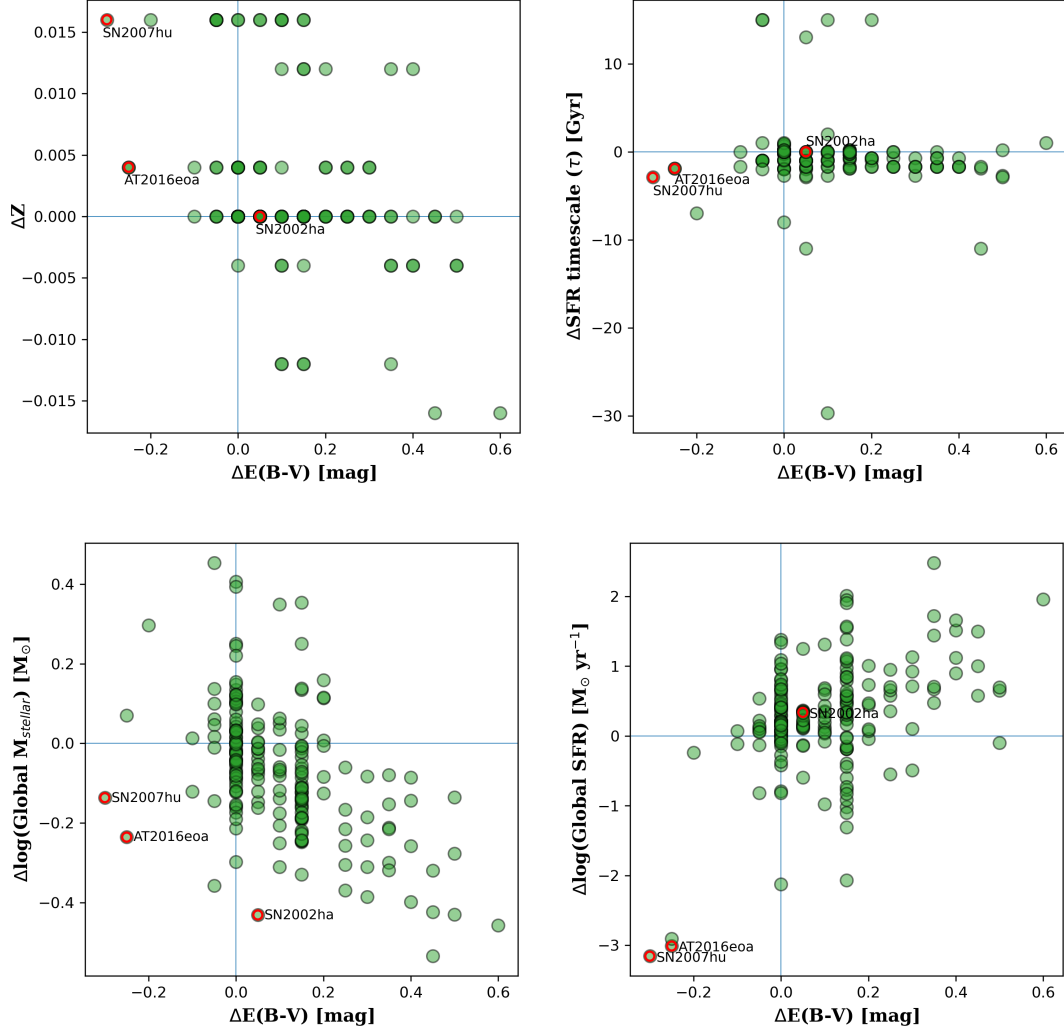 0.015
0.010
0.005
0.000
−0.005
−0.010
−0.015
ΔZ
SN2007hu
AT2016eoa
SN2002ha
−0.2
0.0
0.2
0.4
0.6
ΔE(B-V) [mag]
10
0
−10
−20
−30
ΔSFR timescale (τ) [Gyr]
SN2002ha
AT2016eoa
SN2007hu
−0.2
0.0
0.2
0.4
0.6
ΔE(B-V) [mag]
0.4
0.2
0.0
−0.2
−0.4
Δlog(Global M$_{stellar}$) [M$_{⊙}$]
SN2007hu
AT2016eoa
SN2002ha
−0.2
0.0
0.2
0.4
0.6
ΔE(B-V) [mag]
2
1
0
−1
−2
−3
Δlog(Global SFR) [M$_{⊙}$ yr$^{−1}$]
SN2002ha
AT2016eoa
SN2007hu
−0.2
0.0
0.2
0.4
0.6
ΔE(B-V) [mag]